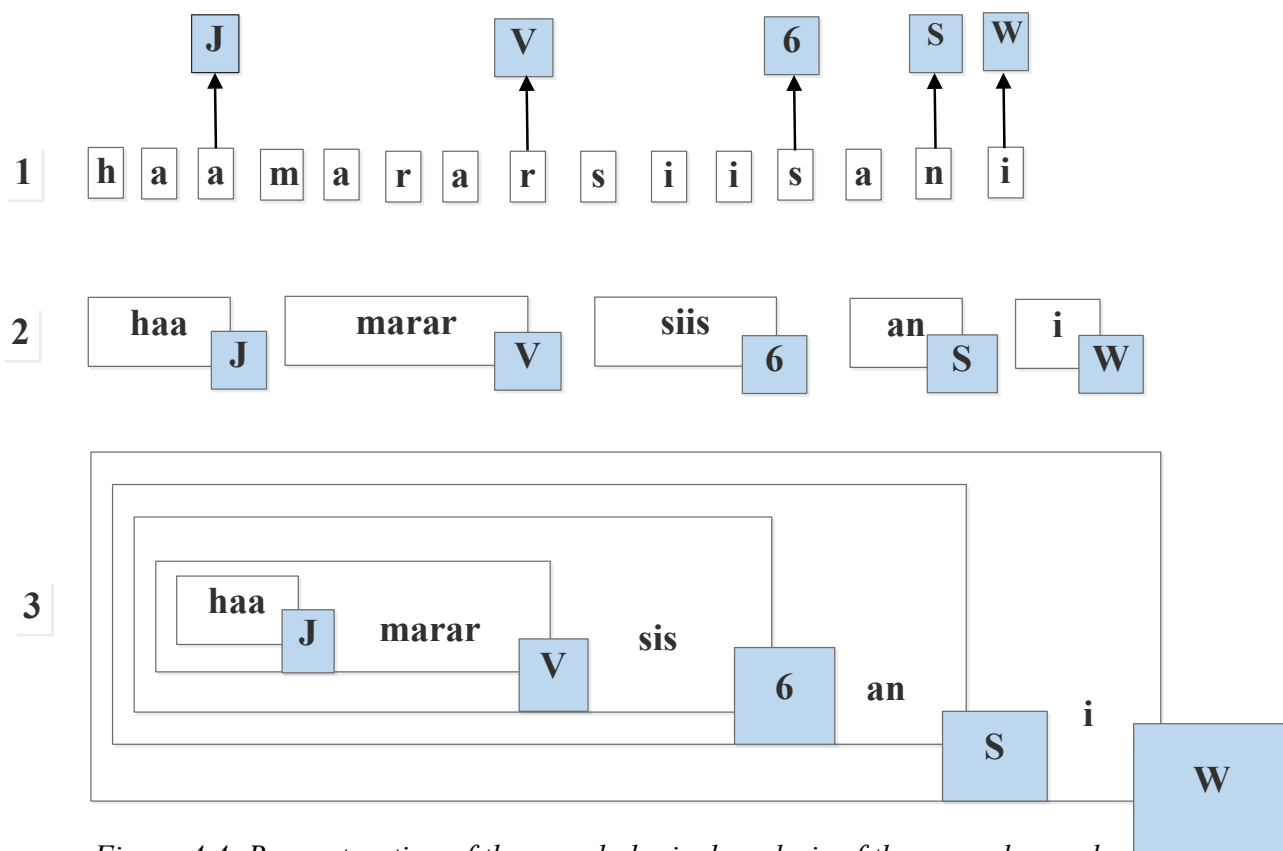 J V 6 S W
1 h a a m a r a r s i i s a n i
2 haa marar siis an i
J V 6 S W
3 haa
J marar sis
V 6 an
i
S W